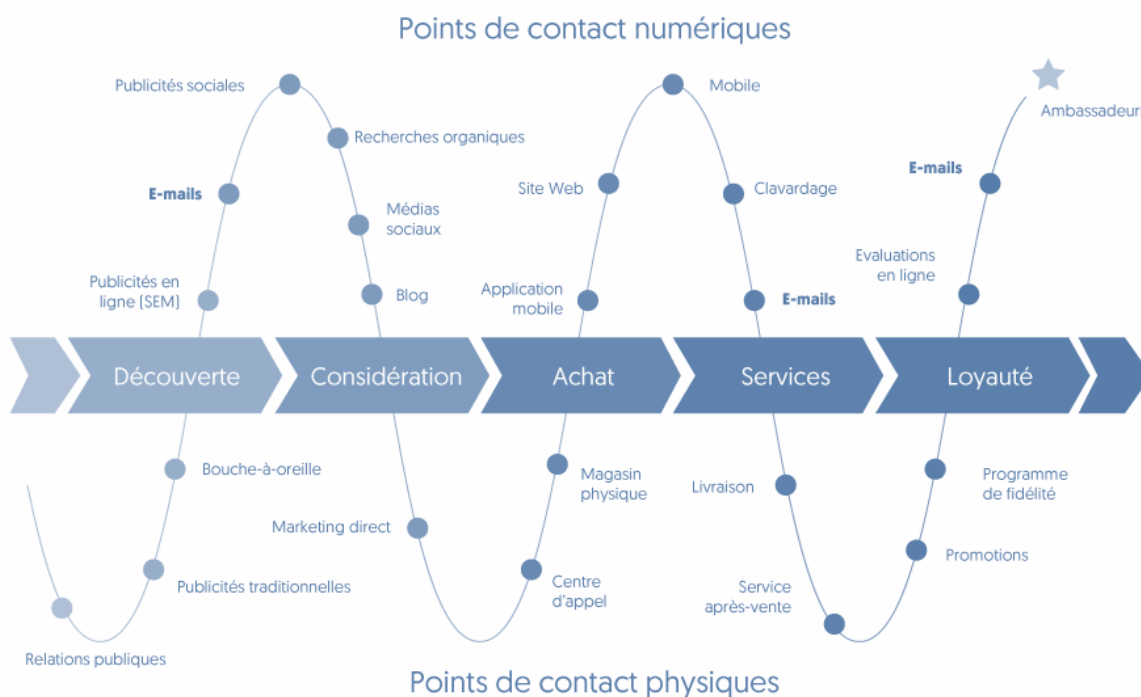 Points de contact numériques
Publicités sociales
Recherches organiques
E-mails
Médias
sociaux
Publicités en
ligne (SEM)
Blog
Mobile
Site Web
Clavardage
Application
mobile
E-mails
Ambassadeurs
E-mails
Evaluations
en ligne
Découverte
Considération
Achat
Services
Loyauté
Bouche-à-oreille
Publicités traditionnelles
Relations publiques
Marketing direct
Magasin
physique
Centre
d'appel
Livraison
Service
après-vente
Programme
de fidélité
Promotions
Points de contact physiques